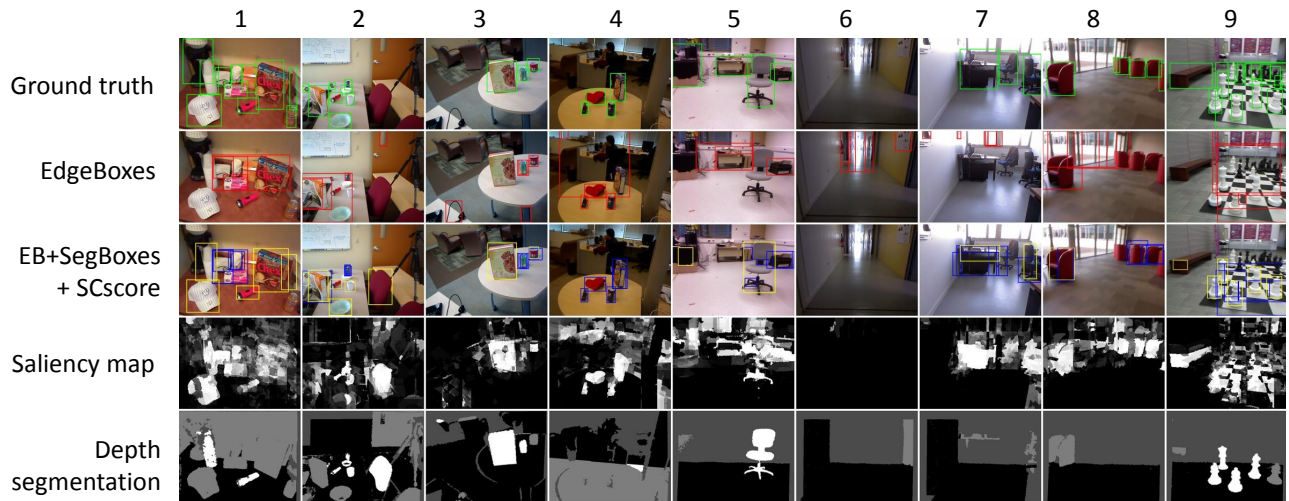 1 2 3 4 5 6 7 8 9
Ground truth
EdgeBoxes
EB+SegBoxes
+ SCscore
Saliency map
Depth
segmentation